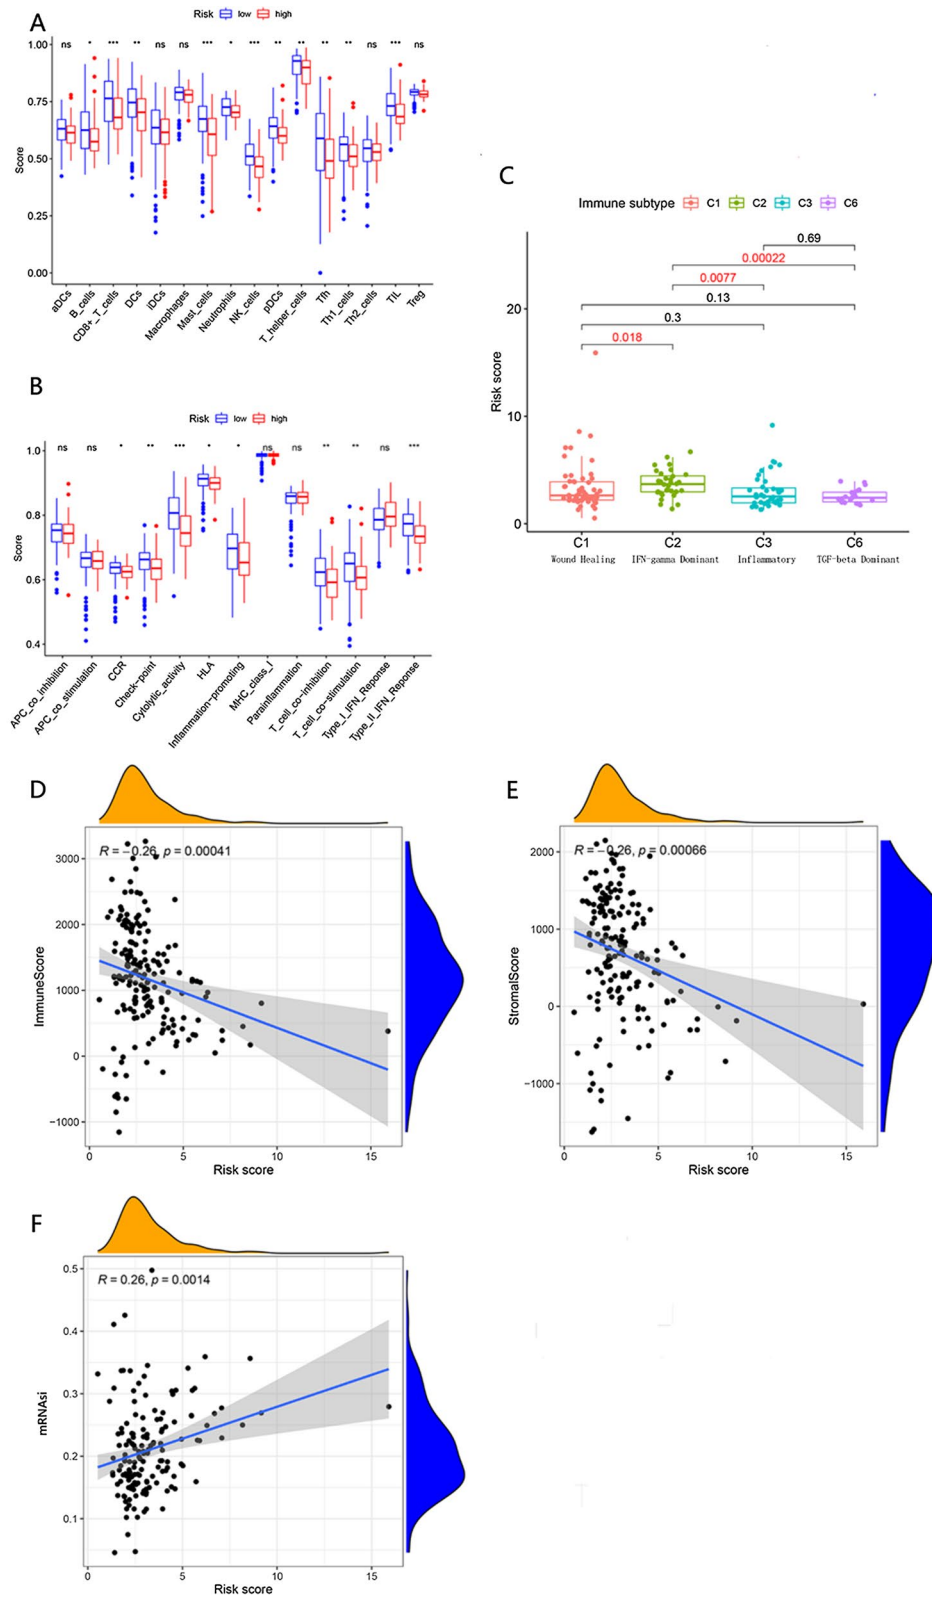 A
Risk low high
ns * *** ** ns ns *** * *** ** ** ** ** ns *** ns
1.00
0.75
0.50
0.25
0.00
Score
aDCs
B_cells
CD8+_T_cells
DCs
iDCs
Macrophages
Mast_cells
Neutrophils
NK_cells
pDCs
T_helper_cells
Tfh
Th1_cells
Th2_cells
TIL
Treg
B
Risk low high
ns ns * ** *** * * ns ns ** ** ns ***
1.0
0.8
0.6
0.4
Score
APC_co_inhibition
APC_co_stimulation
CCR
Check-point
Cytolytic_activity
HLA
Inflammation-promoting
MHC_class_I
Parainflammation
T_cell_co-inhibition
T_cell_co-stimulation
Type_I_IFN_Reponse
Type_II_IFN_Reponse
C
Immune subtype C1 C2 C3 C6
0.69
0.00022
0.0077
0.13
0.3
0.018
20
10
0
Risk score
C1 C2 C3 C6
Wound Healing IFN-gamma Dominant Inflammatory TGF-beta Dominant
D
R = −0.26, p = 0.00041
3000
2000
1000
0
−1000
ImmuneScore
0 5 10 15
Risk score
E
R = −0.26, p = 0.00066
2000
1000
0
−1000
StromalScore
0 5 10 15
Risk score
F
R = 0.26, p = 0.0014
0.5
0.4
0.3
0.2
0.1
mRNAsi
0 5 10 15
Risk score